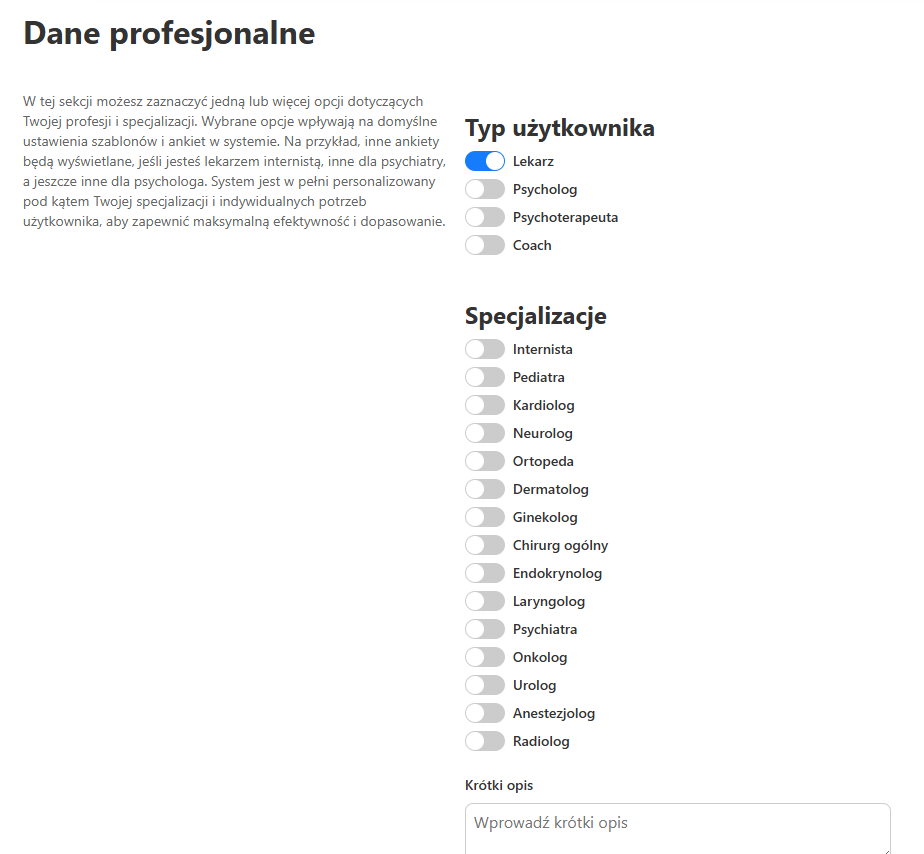 Dane profesjonalne
W tej sekcji możesz zaznaczyć jedną lub więcej opcji dotyczących
Twojej profesji i specjalizacji. Wybrane opcje wpływają na domyślne
ustawienia szablonów i ankiet w systemie. Na przykład, inne ankiety
będą wyświetlane, jeśli jesteś lekarzem internistą, inne dla psychiatry,
a jeszcze inne dla psychologa. System jest w pełni personalizowany
pod kątem Twojej specjalizacji i indywidualnych potrzeb
użytkownika, aby zapewnić maksymalną efektywność i dopasowanie.
Typ użytkownika
Lekarz
Psycholog
Psychoterapeuta
Coach
Specjalizacje
Internista
Pediatra
Kardiolog
Neurolog
Ortopeda
Dermatolog
Ginekolog
Chirurg ogólny
Endokrynolog
Laryngolog
Psychiatra
Onkolog
Urolog
Anestezjolog
Radiolog
Krótki opis
Wprowadź krótki opis